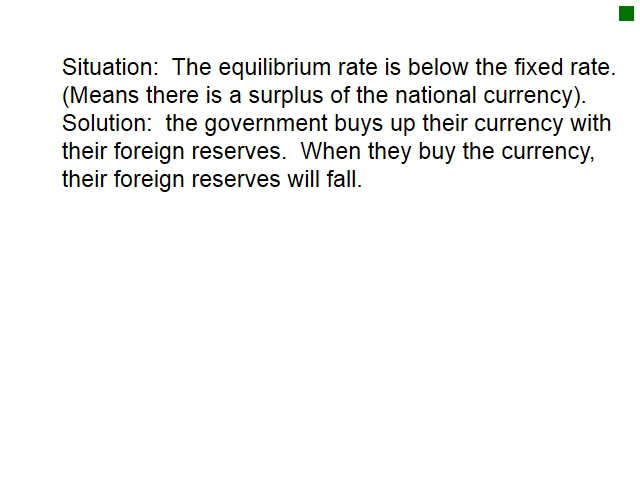 Situation:  The equilibrium rate is below the fixed rate.
(Means there is a surplus of the national currency).
Solution:  the government buys up their currency with
their foreign reserves.  When they buy the currency,
their foreign reserves will fall.